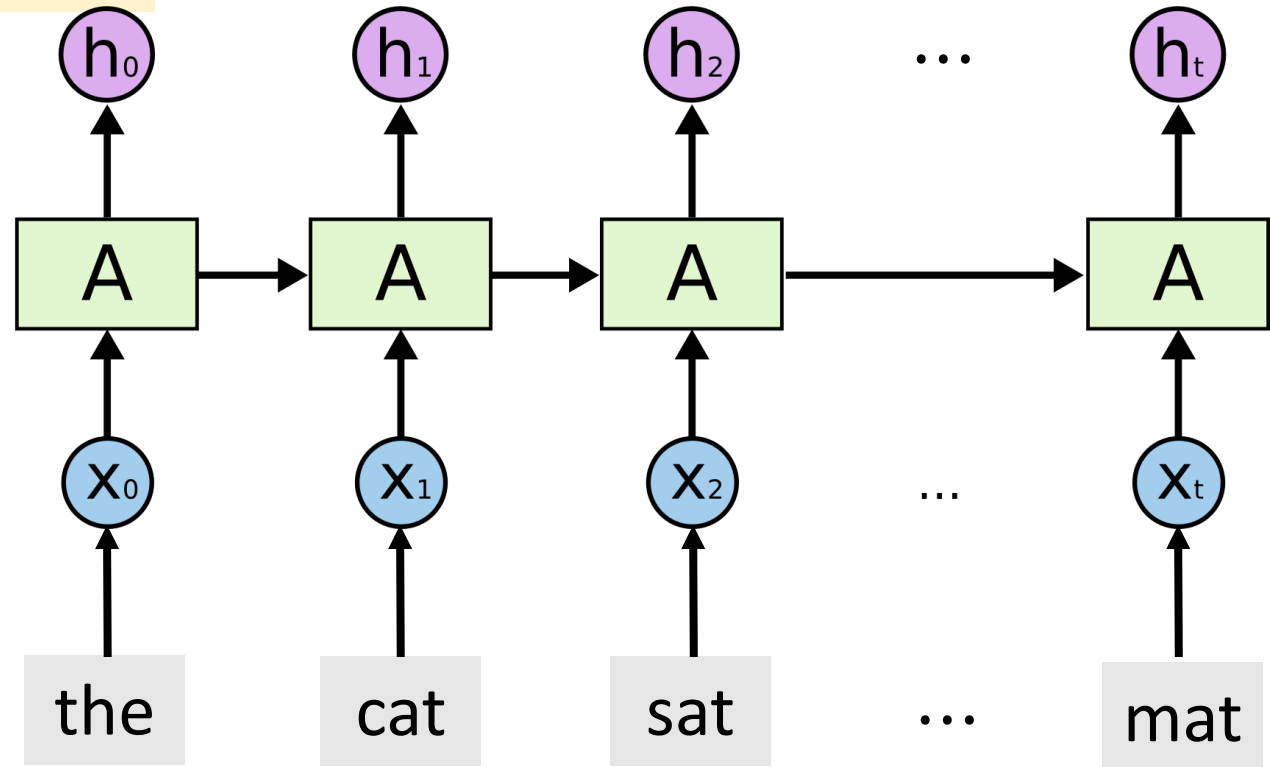 h₀ h₁ h₂ ... hₜ
A A A A
x₀ x₁ x₂ ... xₜ
the cat sat ... mat